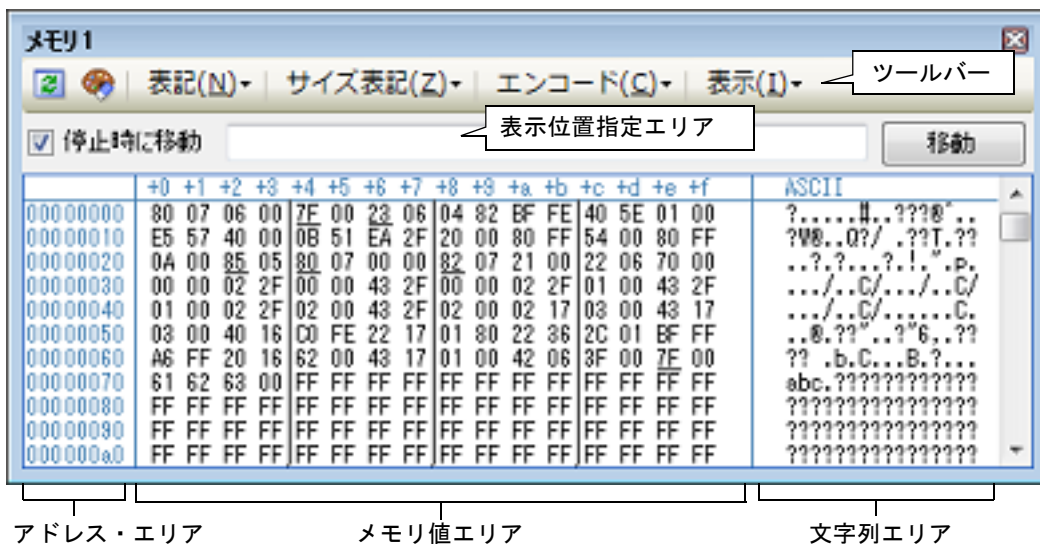 メモリ1
表記(N) サイズ表記(Z) エンコード(C) 表示(I)
ツールバー
停止時に移動
表示位置指定エリア
移動
+0 +1 +2 +3 +4 +5 +6 +7 +8 +9 +a +b +c +d +e +f ASCII
00000000 80 07 06 00 7F 00 23 06 04 82 BF FE 40 5E 01 00 ?.....#..???@^..
00000010 E5 57 40 00 0B 51 EA 2F 20 00 80 FF 54 00 80 FF ?W@..Q?/ .??T.??
00000020 0A 00 85 05 80 07 00 00 82 07 21 00 22 06 70 00 ..?.?...?.!.".p.
00000030 00 00 02 2F 00 00 43 2F 00 00 02 2F 01 00 43 2F .../..C/.../..C/
00000040 01 00 02 2F 02 00 43 2F 02 00 02 17 03 00 43 17 .../..C/......C.
00000050 03 00 40 16 C0 FE 22 17 01 80 22 36 2C 01 BF FF ..@.??"..?"6,.??
00000060 A6 FF 20 16 62 00 43 17 01 00 42 06 3F 00 7F 00 ?? .b.C...B.?...
00000070 61 62 63 00 FF FF FF FF FF FF FF FF FF FF FF FF abc.????????????
00000080 FF FF FF FF FF FF FF FF FF FF FF FF FF FF FF FF ????????????????
00000090 FF FF FF FF FF FF FF FF FF FF FF FF FF FF FF FF ????????????????
000000a0 FF FF FF FF FF FF FF FF FF FF FF FF FF FF FF FF ????????????????
アドレス・エリア メモリ値エリア 文字列エリア